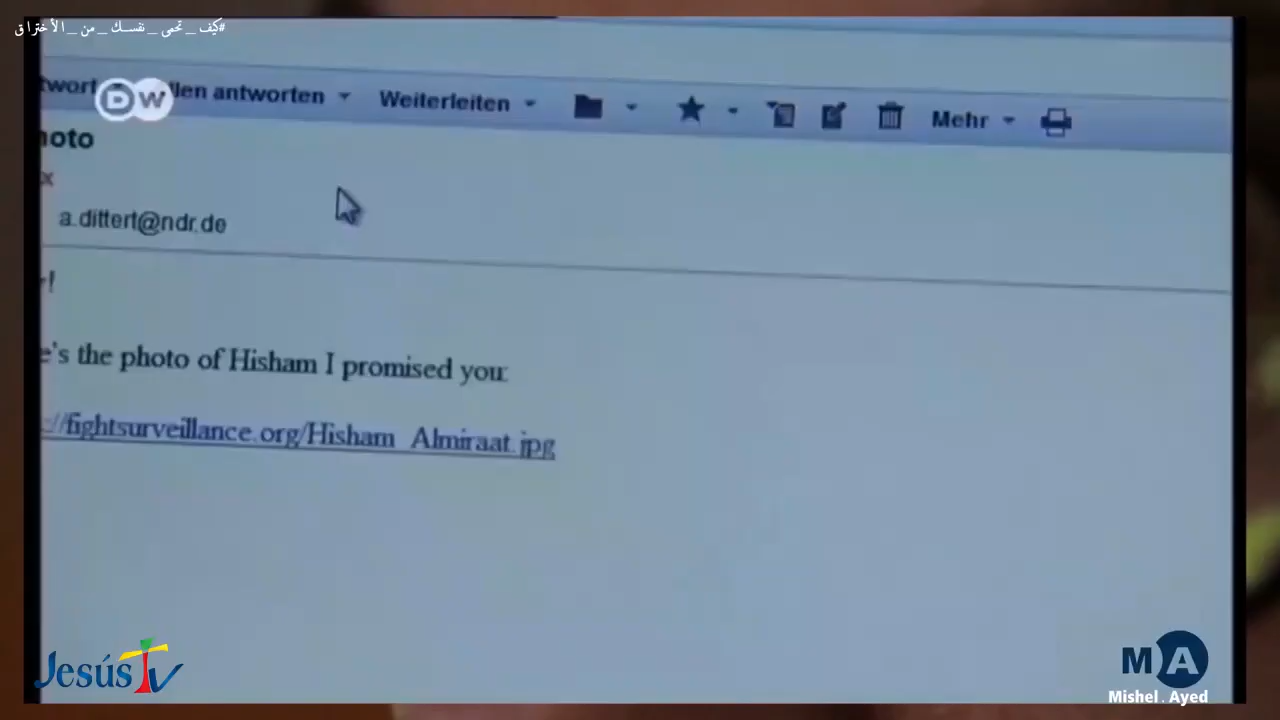 #كيف_تحمى_نفسك_من_الأختراق
twort
DW
llen antworten
Weiterleiten
Mehr
hoto
x
a.dittert@ndr.de
r!
e's the photo of Hisham I promised you:
://fightsurveillance.org/Hisham_Almiraat.jpg
Jesús Tv
MA
Mishel . Ayed